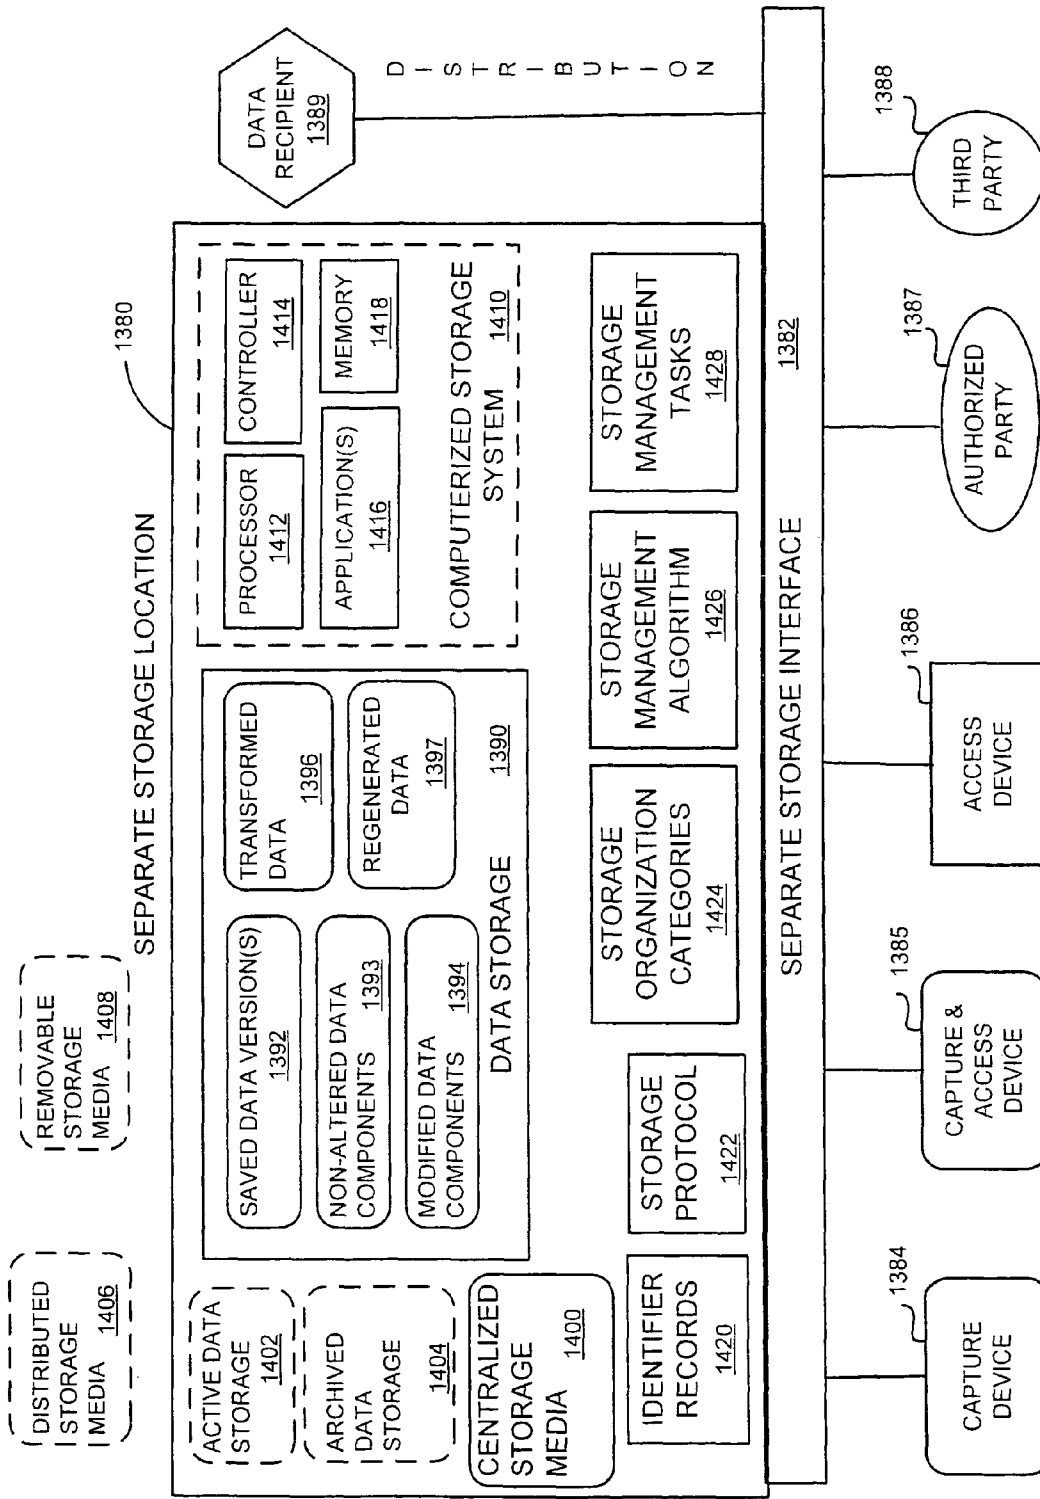 DISTRIBUTED
STORAGE
MEDIA 1406
REMOVABLE
STORAGE
MEDIA 1408
SEPARATE STORAGE LOCATION
1380
ACTIVE DATA
STORAGE
1402
ARCHIVED
DATA
STORAGE
1404
CENTRALIZED
STORAGE
MEDIA
1400
SAVED DATA VERSION(S)
1392
NON-ALTERED DATA
COMPONENTS 1393
MODIFIED DATA
COMPONENTS 1394
TRANSFORMED
DATA
1396
REGENERATED
DATA
1397
DATA STORAGE
1390
PROCESSOR
1412
CONTROLLER
1414
APPLICATION(S)
1416
MEMORY
1418
COMPUTERIZED STORAGE
SYSTEM 1410
DATA
RECIPIENT
1389
DISTRIBUTION
IDENTIFIER
RECORDS
1420
STORAGE
PROTOCOL
1422
STORAGE
ORGANIZATION
CATEGORIES
1424
STORAGE
MANAGEMENT
ALGORITHM
1426
STORAGE
MANAGEMENT
TASKS
1428
SEPARATE STORAGE INTERFACE 1382
1384
CAPTURE
DEVICE
1385
CAPTURE &
ACCESS
DEVICE
1386
ACCESS
DEVICE
1387
AUTHORIZED
PARTY
1388
THIRD
PARTY